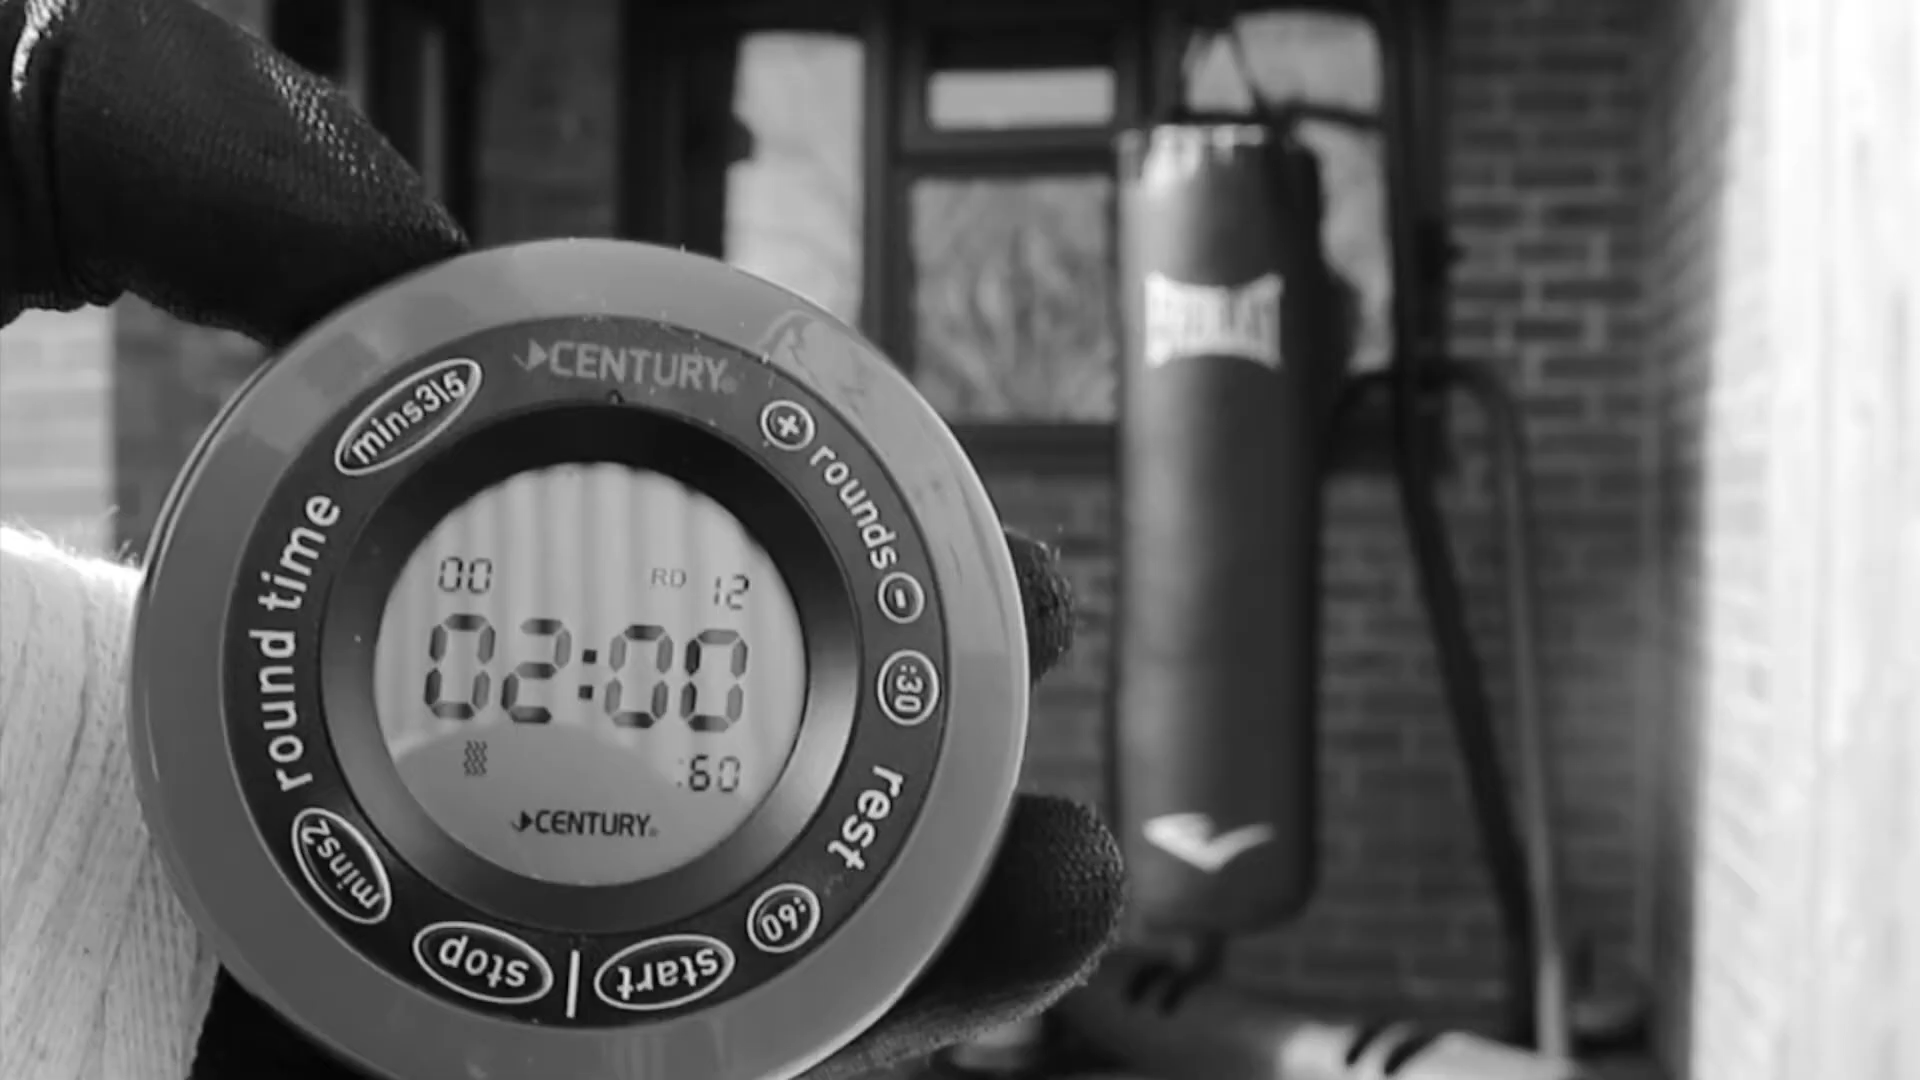 CENTURY
mins3|5
+ rounds -
round time
00 RD 12
02:00
:60
CENTURY
:30
rest
:60
mins2
stop | start
EVERLAST